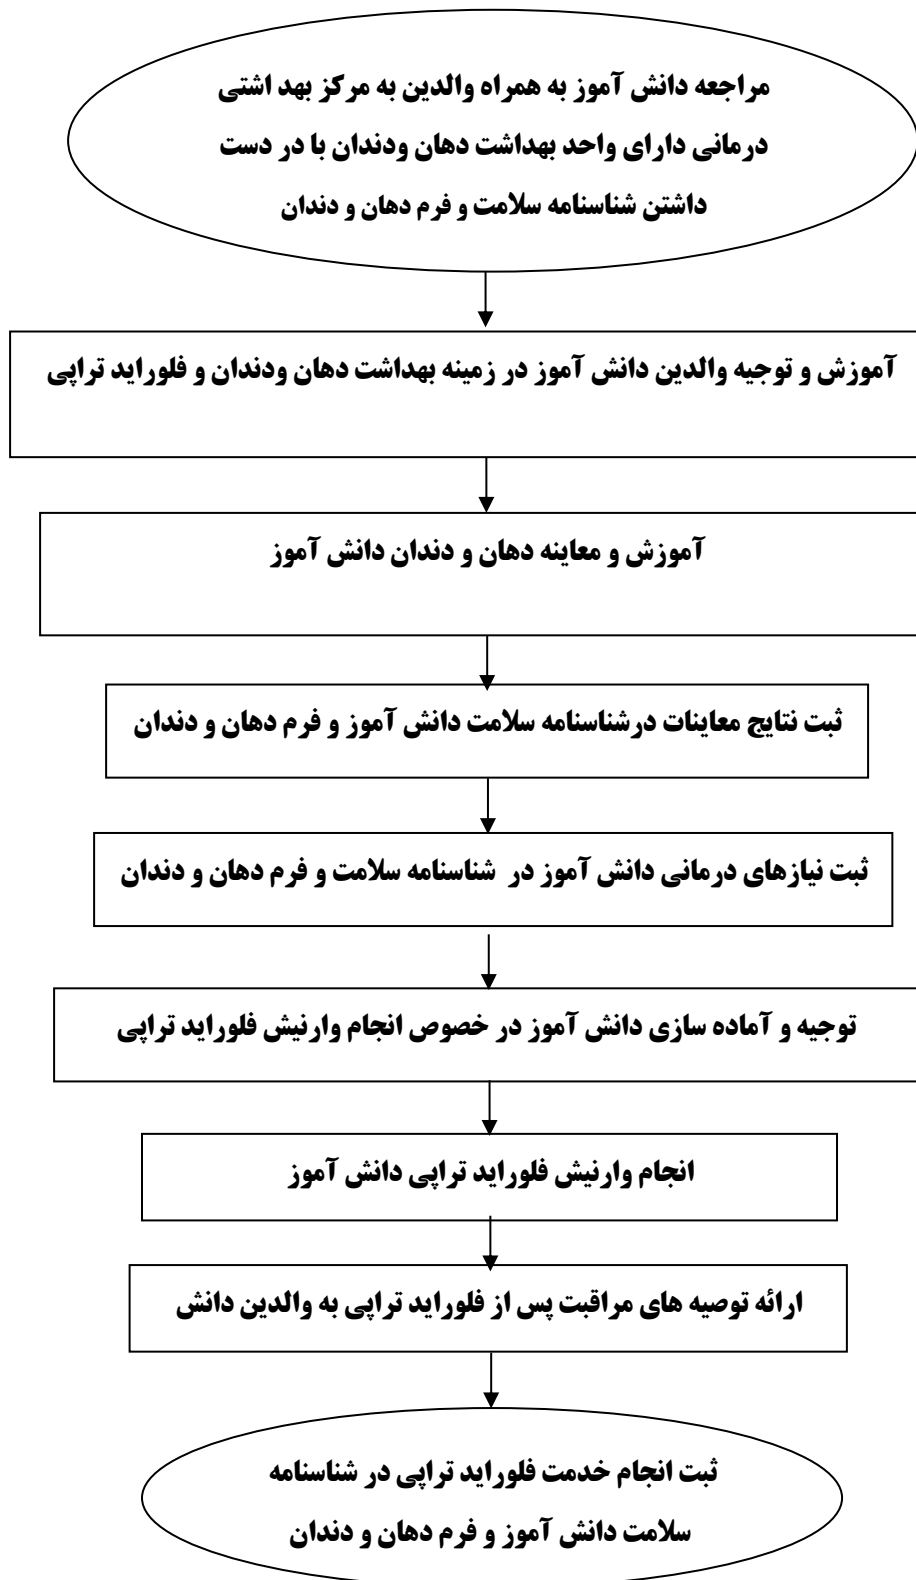 مراجعه دانش آموز به همراه والدین به مرکز بهد اشتی
درمانی دارای واحد بهداشت دهان ودندان با در دست
داشتن شناسنامه سلامت و فرم دهان و دندان
آموزش و توجیه والدین دانش آموز در زمینه بهداشت دهان ودندان و فلوراید تراپی
آموزش و معاینه دهان و دندان دانش آموز
ثبت نتایج معاینات درشناسنامه سلامت دانش آموز و فرم دهان و دندان
ثبت نیازهای درمانی دانش آموز در شناسنامه سلامت و فرم دهان و دندان
توجیه و آماده سازی دانش آموز در خصوص انجام وارنیش فلوراید تراپی
انجام وارنیش فلوراید تراپی دانش آموز
ارائه توصیه های مراقبت پس از فلوراید تراپی به والدین دانش
ثبت انجام خدمت فلوراید تراپی در شناسنامه
سلامت دانش آموز و فرم دهان و دندان